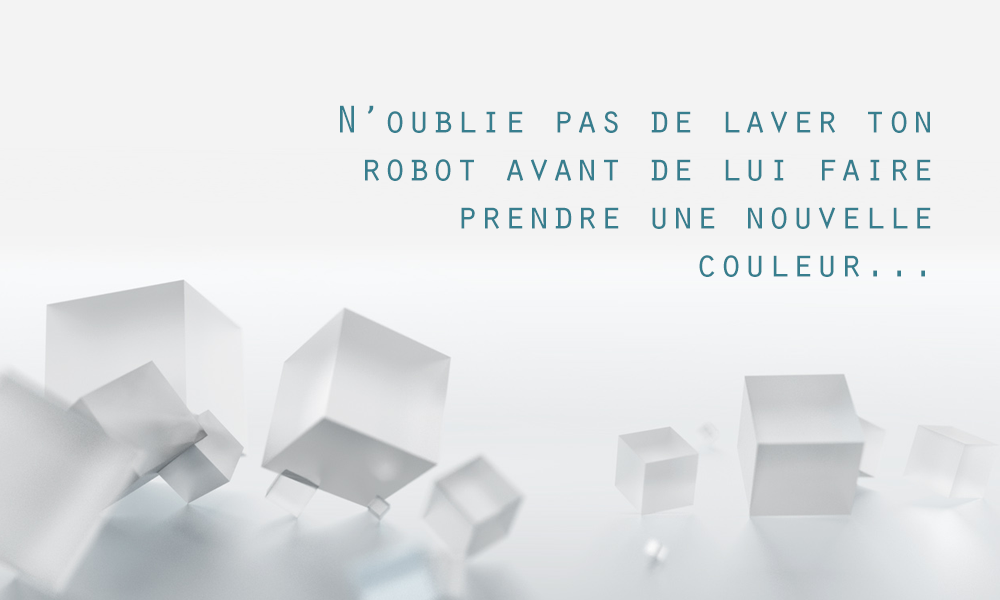 N’OUBLIE PAS DE LAVER TON
ROBOT AVANT DE LUI FAIRE
PRENDRE UNE NOUVELLE
COULEUR...